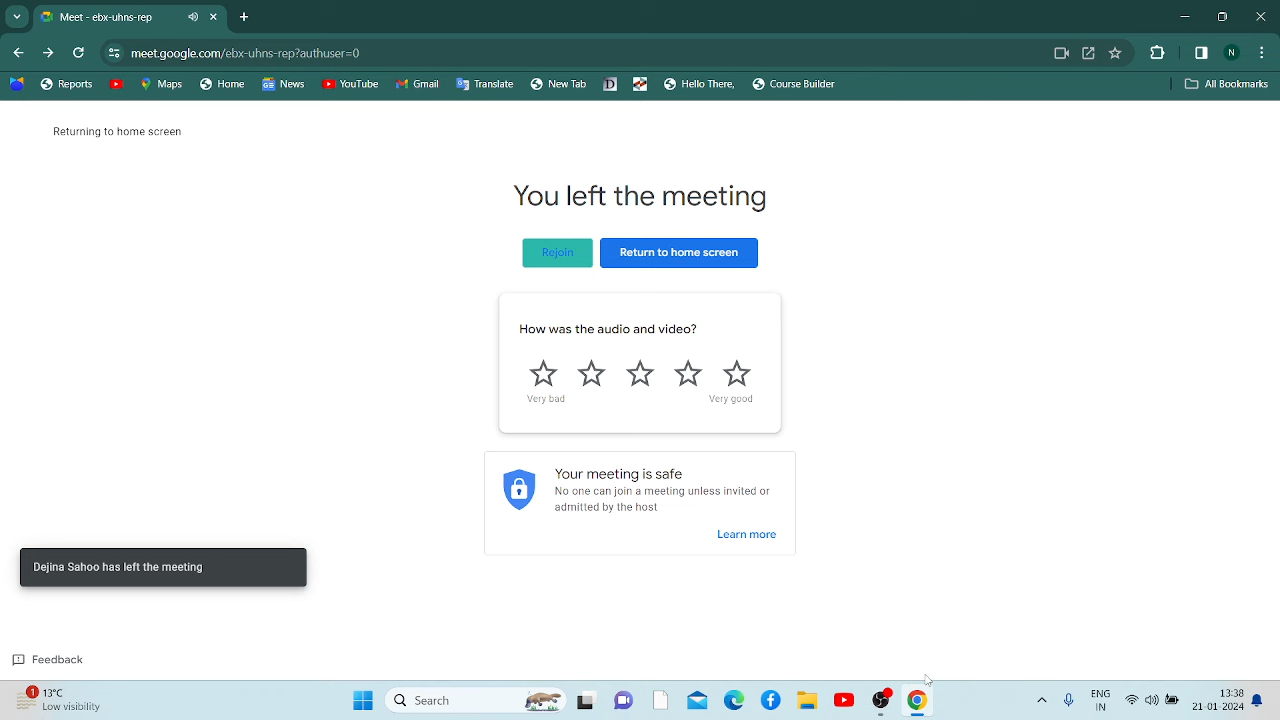 Meet - ebx-uhns-rep
meet.google.com/ebx-uhns-rep?authuser=0
N
Reports
Maps
Home
News
YouTube
Gmail
Translate
New Tab
D
Hello There,
Course Builder
All Bookmarks
Returning to home screen
You left the meeting
Rejoin
Return to home screen
How was the audio and video?
Very bad
Very good
Your meeting is safe
No one can join a meeting unless invited or
admitted by the host
Learn more
Dejina Sahoo has left the meeting
Feedback
1
13°C
Low visibility
Search
ENG
IN
13:38
21-01-2024